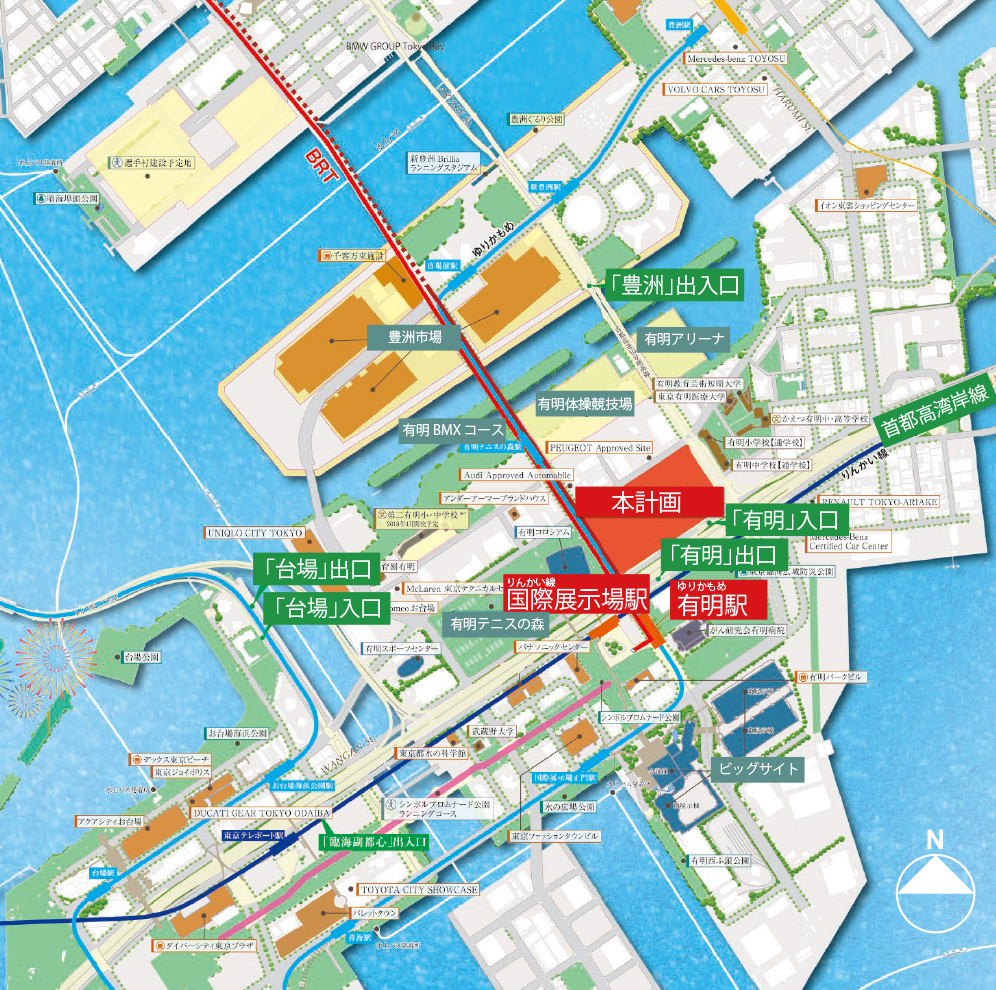 豊洲駅
BMW GROUP Tokyo Bay
Mercedes-benz TOYOSU
VOLVO CARS TOYOSU
HARUMI St.
豊洲ぐるり公園
BRT
選手村建設予定地
新豊洲 Brillia
ランニングスタジアム
新豊洲駅
晴海埠頭公園
イオン東雲ショッピングセンター
ゆりかもめ
千客万来施設
市場前駅
「豊洲」出入口
豊洲市場
有明アリーナ
有明教育芸術短期大学
東京有明医療大学
首都高湾岸線
有明体操競技場
かえつ有明中・高等学校
有明BMXコース
有明テニスの森駅
有明小学校【通学校】
PEUGEOT Approved Site
有明中学校【通学校】
りんかい線
Audi Approved Automobile
アンダーアーマーブランドハウス
本計画
RENAULT TOKYO-ARIAKE
第二有明小・中学校
2018年4月開校予定
「有明」入口
UNIQLO CITY TOKYO
有明コロシアム
Mercedes-Benz
Certified Car Center
「有明」出口
「台場」出口
育園有明
りんかい線
国際展示場駅
ゆりかもめ
有明駅
McLaren 東京テクニカルセ
「台場」入口
omeo お台場
有明テニスの森
がん研究会有明病院
台場公園
有明スポーツセンター
パナソニックセンター
有明パークビル
シンボルプロムナード公園
お台場海浜公園
武蔵野大学
WANGAN St.
東京都水の科学館
デックス東京ビーチ
東京ジョイポリス
ビッグサイト
お台場海浜公園駅
国際展示場正門駅
シンボルプロムナード公園
ランニングコース
水の広場公園
DUCATI GEAR TOKYO ODAIBA
アクアシティお台場
東京テレポート駅
「臨海副都心」出入口
東京ファッションタウンビル
有明西ふ頭公園
台場駅
N
TOYOTA CITY SHOWCASE
パレットタウン
青海駅
ダイバーシティ東京プラザ